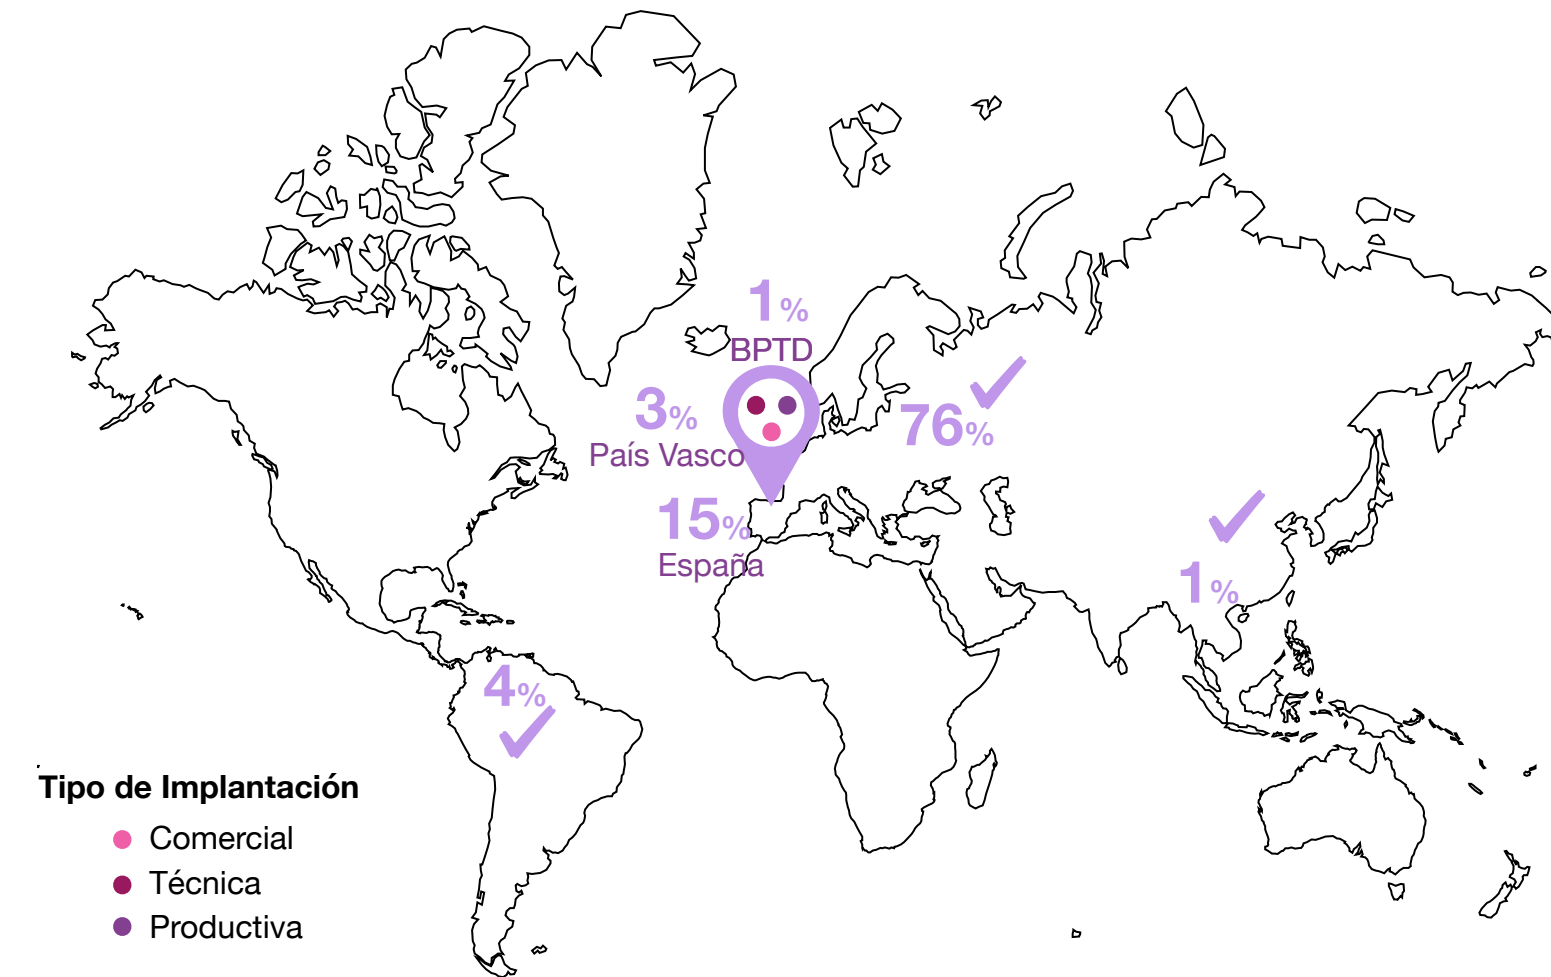 1%
BPTD
3%
País Vasco
76%
15%
España
1%
4%
Tipo de Implantación
Comercial
Técnica
Productiva